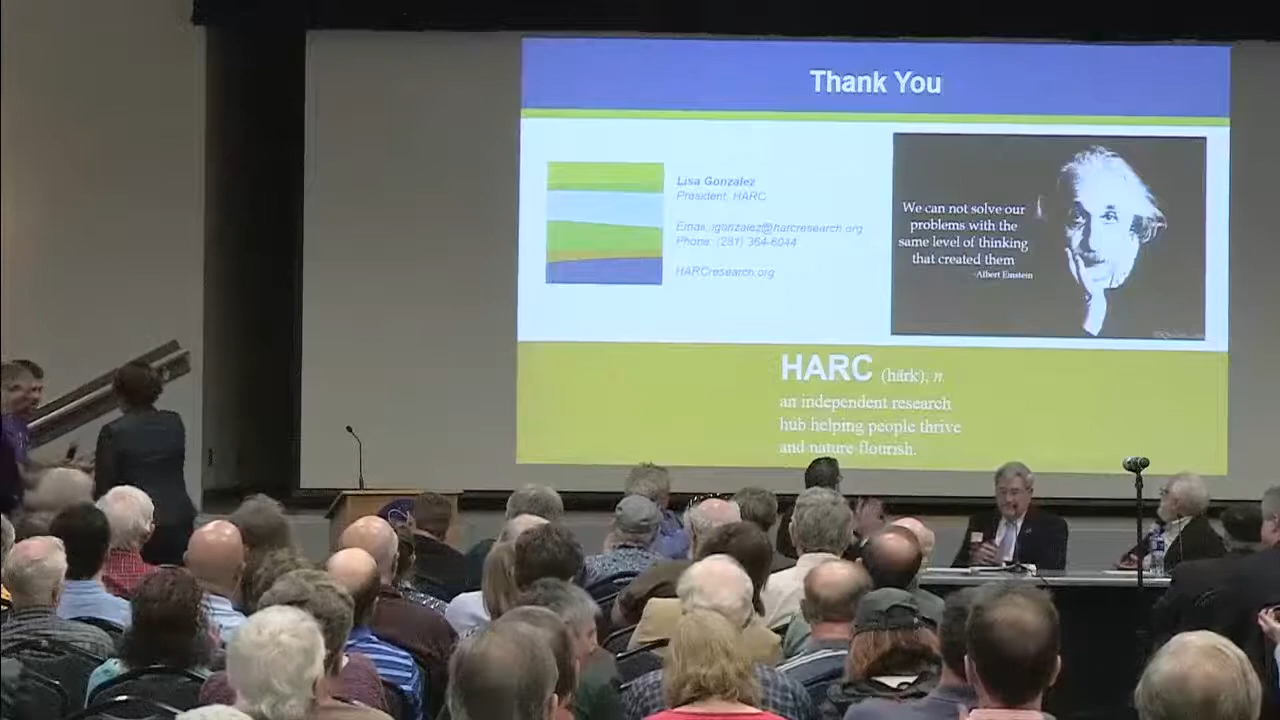 Thank You
Lisa Gonzalez
President, HARC
Email: lgonzalez@harcresearch.org
Phone: (281) 364-6044
HARCresearch.org
We can not solve our
problems with the
same level of thinking
that created them
-Albert Einstein
HARC (härk), n.
an independent research
hub helping people thrive
and nature flourish.